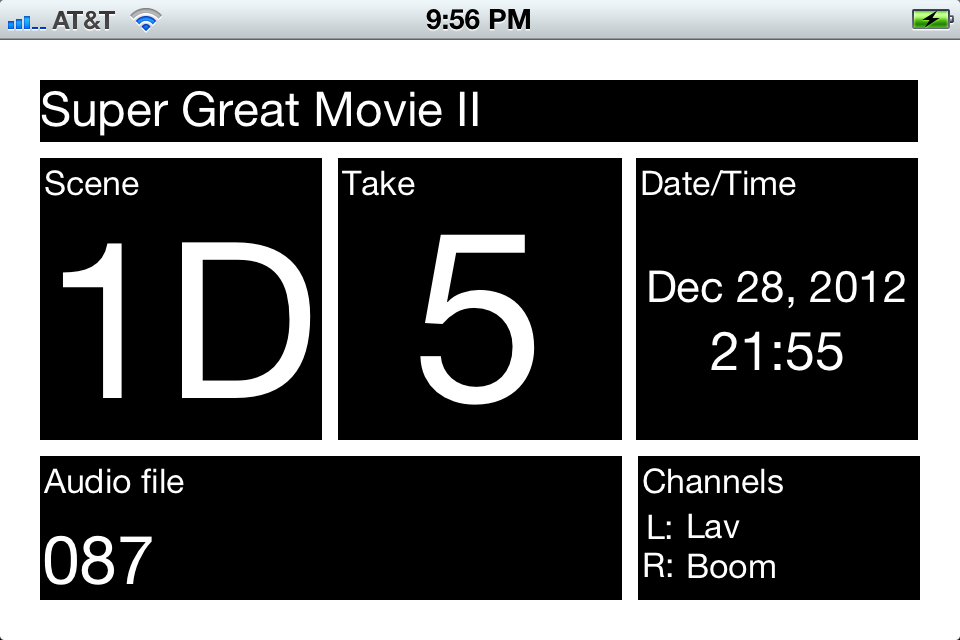 AT&T 9:56 PM
Super Great Movie II
Scene
1D
Take
5
Date/Time
Dec 28, 2012
21:55
Audio file
087
Channels
L: Lav
R: Boom